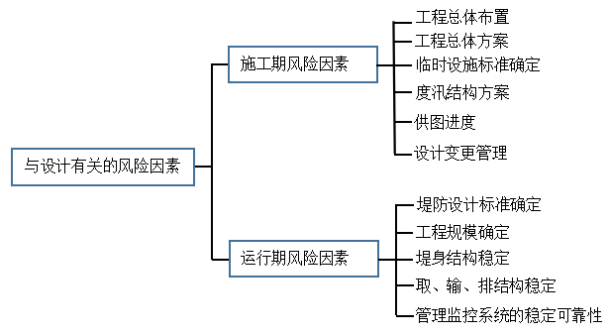 与设计有关的风险因素
施工期风险因素
工程总体布置
工程总体方案
临时设施标准确定
度汛结构方案
供图进度
设计变更管理
运行期风险因素
堤防设计标准确定
工程规模确定
堤身结构稳定
取、输、排结构稳定
管理监控系统的稳定可靠性